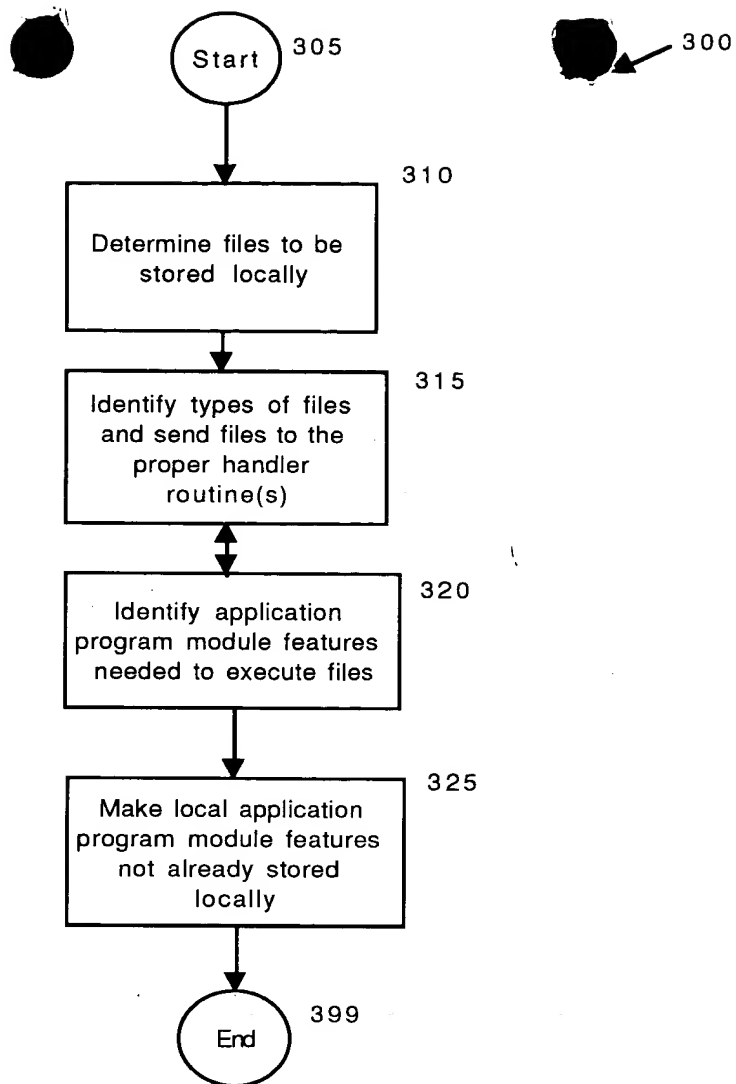 Start 305
300
310
Determine files to be
stored locally
315
Identify types of files
and send files to the
proper handler
routine(s)
320
Identify application
program module features
needed to execute files
325
Make local application
program module features
not already stored
locally
399
End